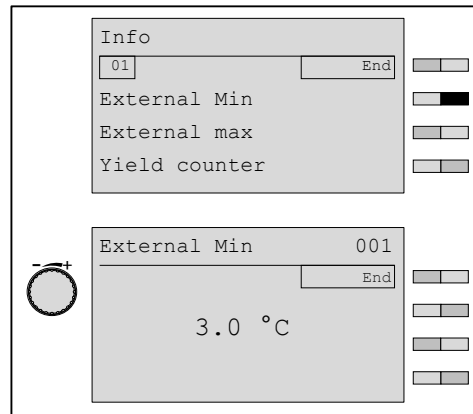 Info
01 End
External Min
External max
Yield counter
External Min 001
- +
End
3.0 °C